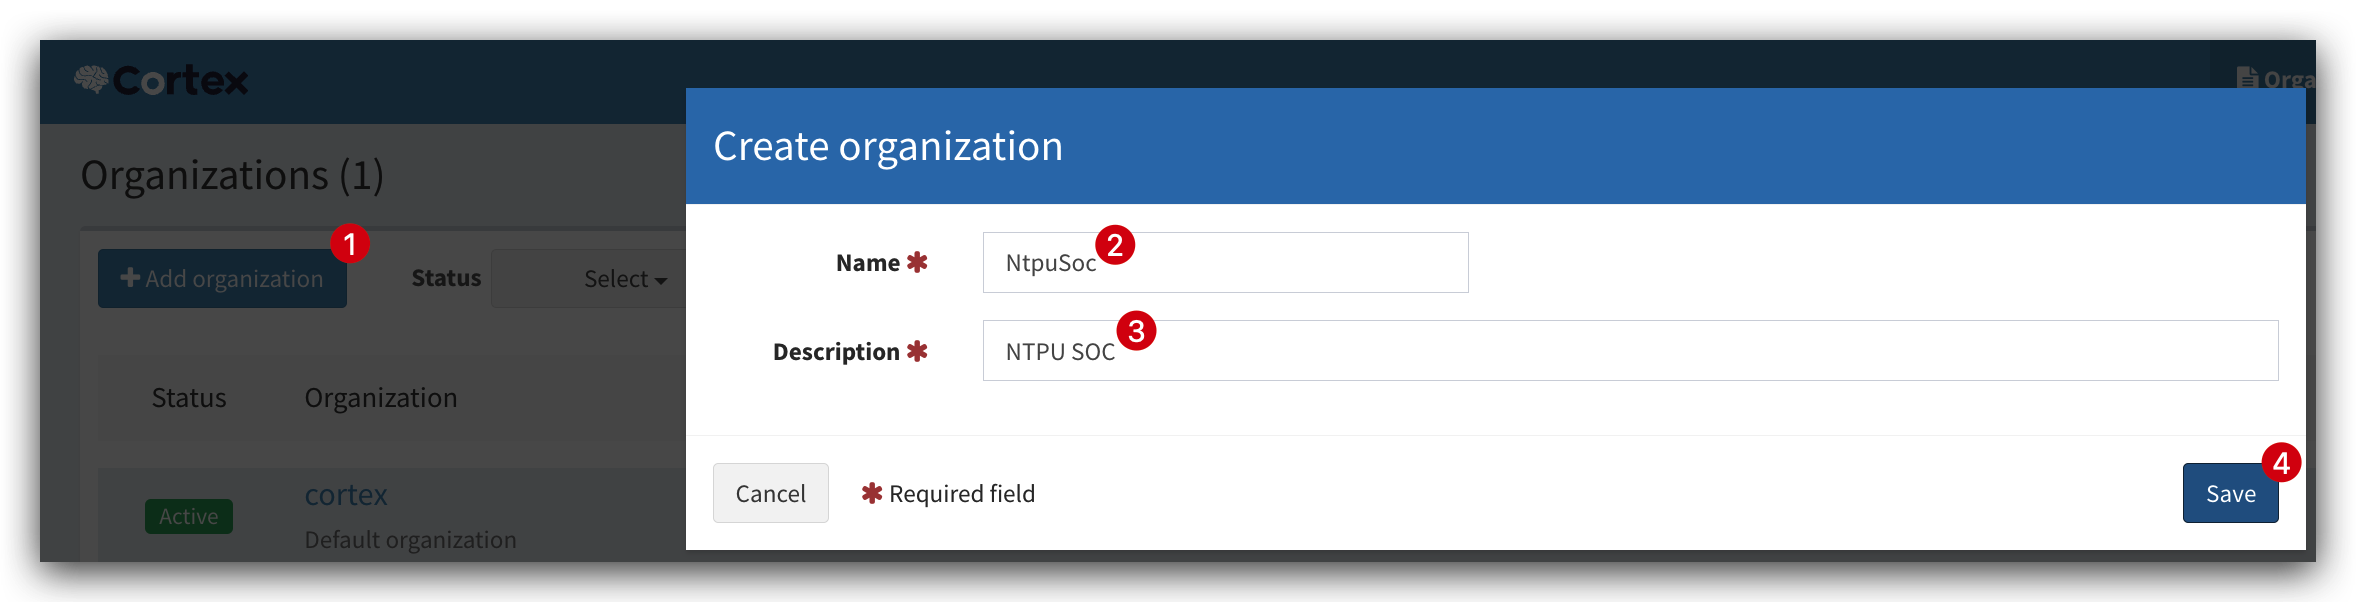 Cortex
Orga
Organizations (1)
1
Add organization
Status
Select
Status
Organization
Active
cortex
Default organization
Create organization
Name *
NtpuSoc
2
Description *
NTPU SOC
3
Cancel
* Required field
Save
4